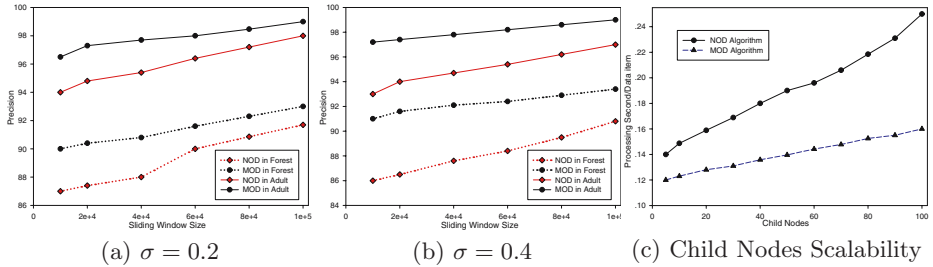 100
98
96
94
92
90
88
86
Precision
0
2e+4
4e+4
6e+4
8e+4
1e+5
Sliding Window Size
NOD in Forest
MOD in Forest
NOD in Adult
MOD in Adult
(a) σ = 0.2
100
98
96
94
92
90
88
86
84
Precision
2e+4
4e+4
6e+4
8e+4
1e+5
Sliding Window Size
NOD in Forest
MOD in Forest
NOD in Adult
MOD in Adult
(b) σ = 0.4
.24
.22
.20
.18
.16
.14
.12
.10
Processing Second/Data item
0
20
40
60
80
100
Child Nodes
NOD Algorithm
MOD Algorithm
(c) Child Nodes Scalability